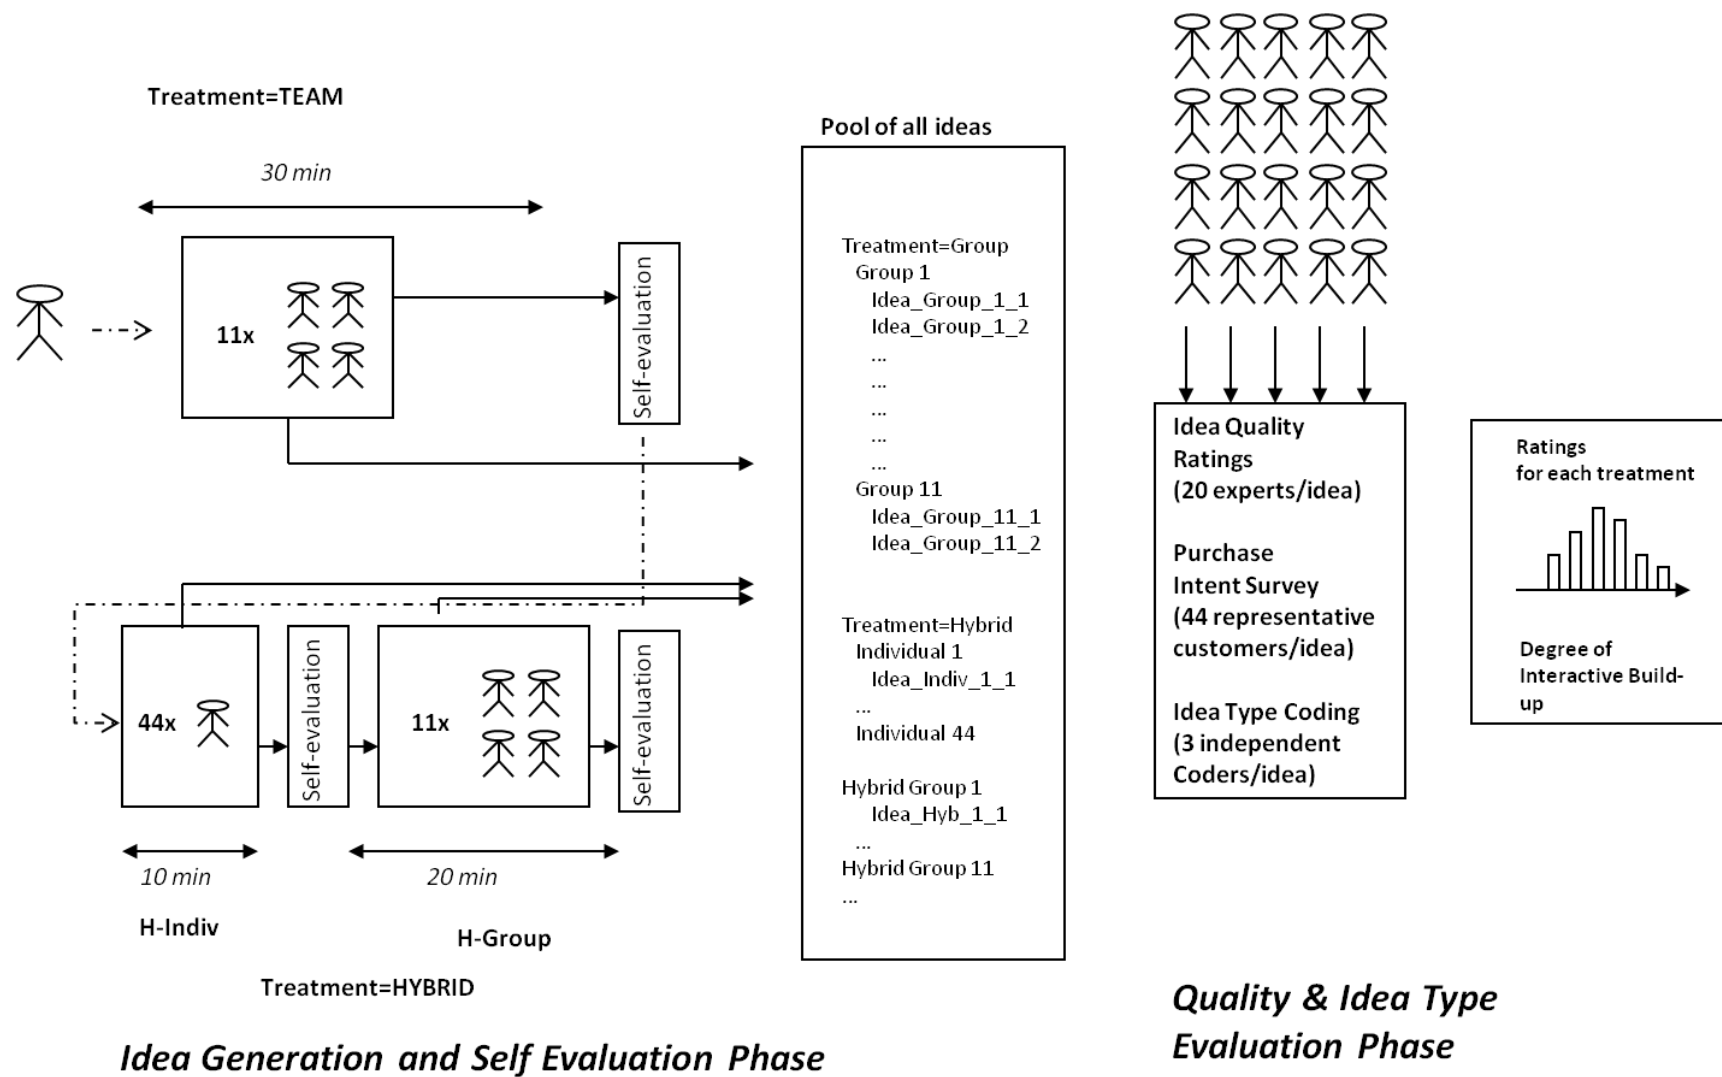 Treatment=TEAM
30 min
11x
Self-evaluation
44x
Self-evaluation
11x
Self-evaluation
10 min
20 min
H-Indiv
H-Group
Treatment=HYBRID
Idea Generation and Self Evaluation Phase
Pool of all ideas
Treatment=Group
Group 1
Idea_Group_1_1
Idea_Group_1_2
...
...
...
...
...
Group 11
Idea_Group_11_1
Idea_Group_11_2
Treatment=Hybrid
Individual 1
Idea_Indiv_1_1
...
Individual 44
Hybrid Group 1
Idea_Hyb_1_1
...
Hybrid Group 11
...
Idea Quality
Ratings
(20 experts/idea)
Purchase
Intent Survey
(44 representative
customers/idea)
Idea Type Coding
(3 independent
Coders/idea)
Ratings
for each treatment
Degree of
Interactive Build-
up
Quality & Idea Type
Evaluation Phase